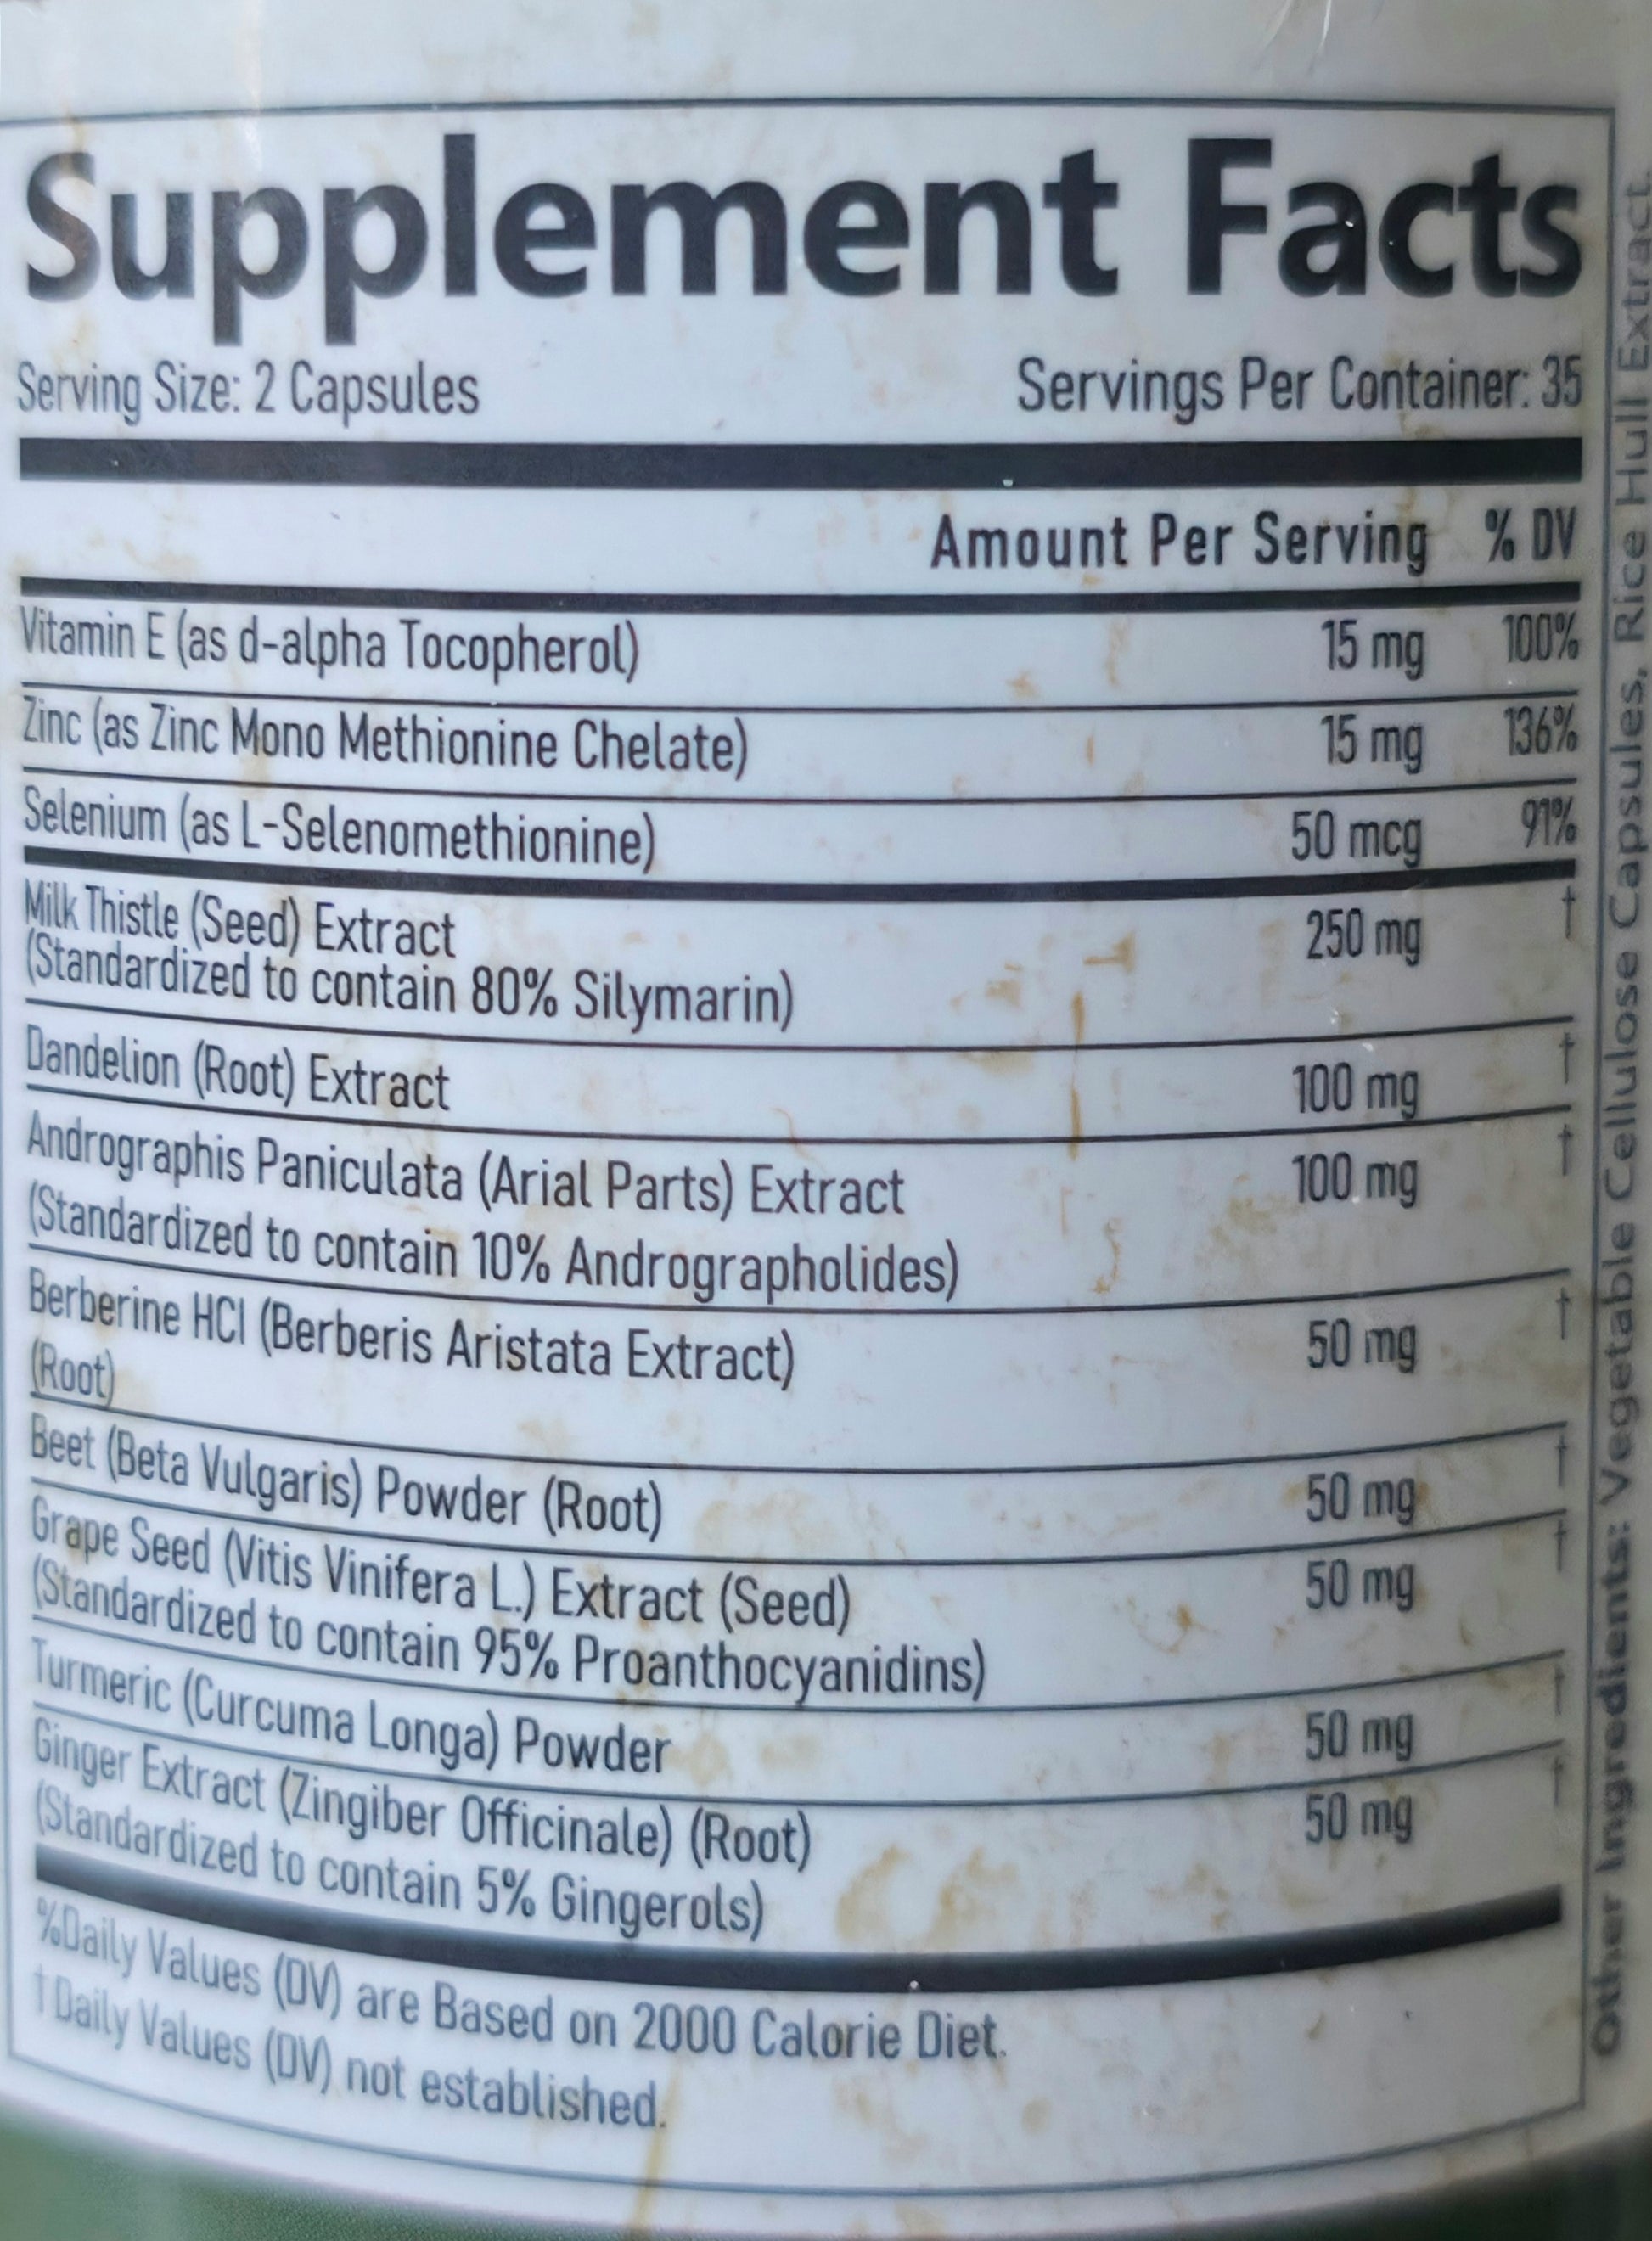 Supplement Facts
Serving Size: 2 Capsules Servings Per Container: 35
Amount Per Serving % DV
Vitamin E (as d-alpha Tocopherol) 15 mg 100%
Zinc (as Zinc Mono Methionine Chelate) 15 mg 136%
Selenium (as L-Selenomethionine) 50 mcg 91%
Milk Thistle (Seed) Extract 250 mg †
(Standardized to contain 80% Silymarin)
Dandelion (Root) Extract 100 mg †
Andrographis Paniculata (Arial Parts) Extract 100 mg †
(Standardized to contain 10% Andrographolides)
Berberine HCl (Berberis Aristata Extract) 50 mg †
(Root)
Beet (Beta Vulgaris) Powder (Root) 50 mg †
Grape Seed (Vitis Vinifera L.) Extract (Seed) 50 mg †
(Standardized to contain 95% Proanthocyanidins)
Turmeric (Curcuma Longa) Powder 50 mg †
Ginger Extract (Zingiber Officinale) (Root) 50 mg †
(Standardized to contain 5% Gingerols)
%Daily Values (DV) are Based on 2000 Calorie Diet.
† Daily Values (DV) not established.
Other Ingredients: Vegetable Cellulose Capsules, Rice Hull Extract.